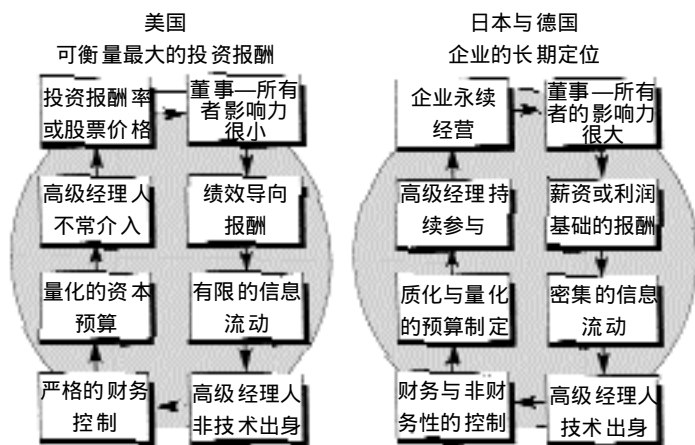 美国
可衡量最大的投资报酬
投资报酬率
或股票价格
董事—所有
者影响力
很小
高级经理人
不常介入
绩效导向
报酬
量化的资本
预算
有限的信息
流动
严格的财务
控制
高级经理人
非技术出身
日本与德国
企业的长期定位
企业永续
经营
董事—所有
者的影响力
很大
高级经理持
续参与
薪资或利润
基础的报酬
质化与量化
的预算制定
密集的信息
流动
财务与非财
务性的控制
高级经理人
技术出身